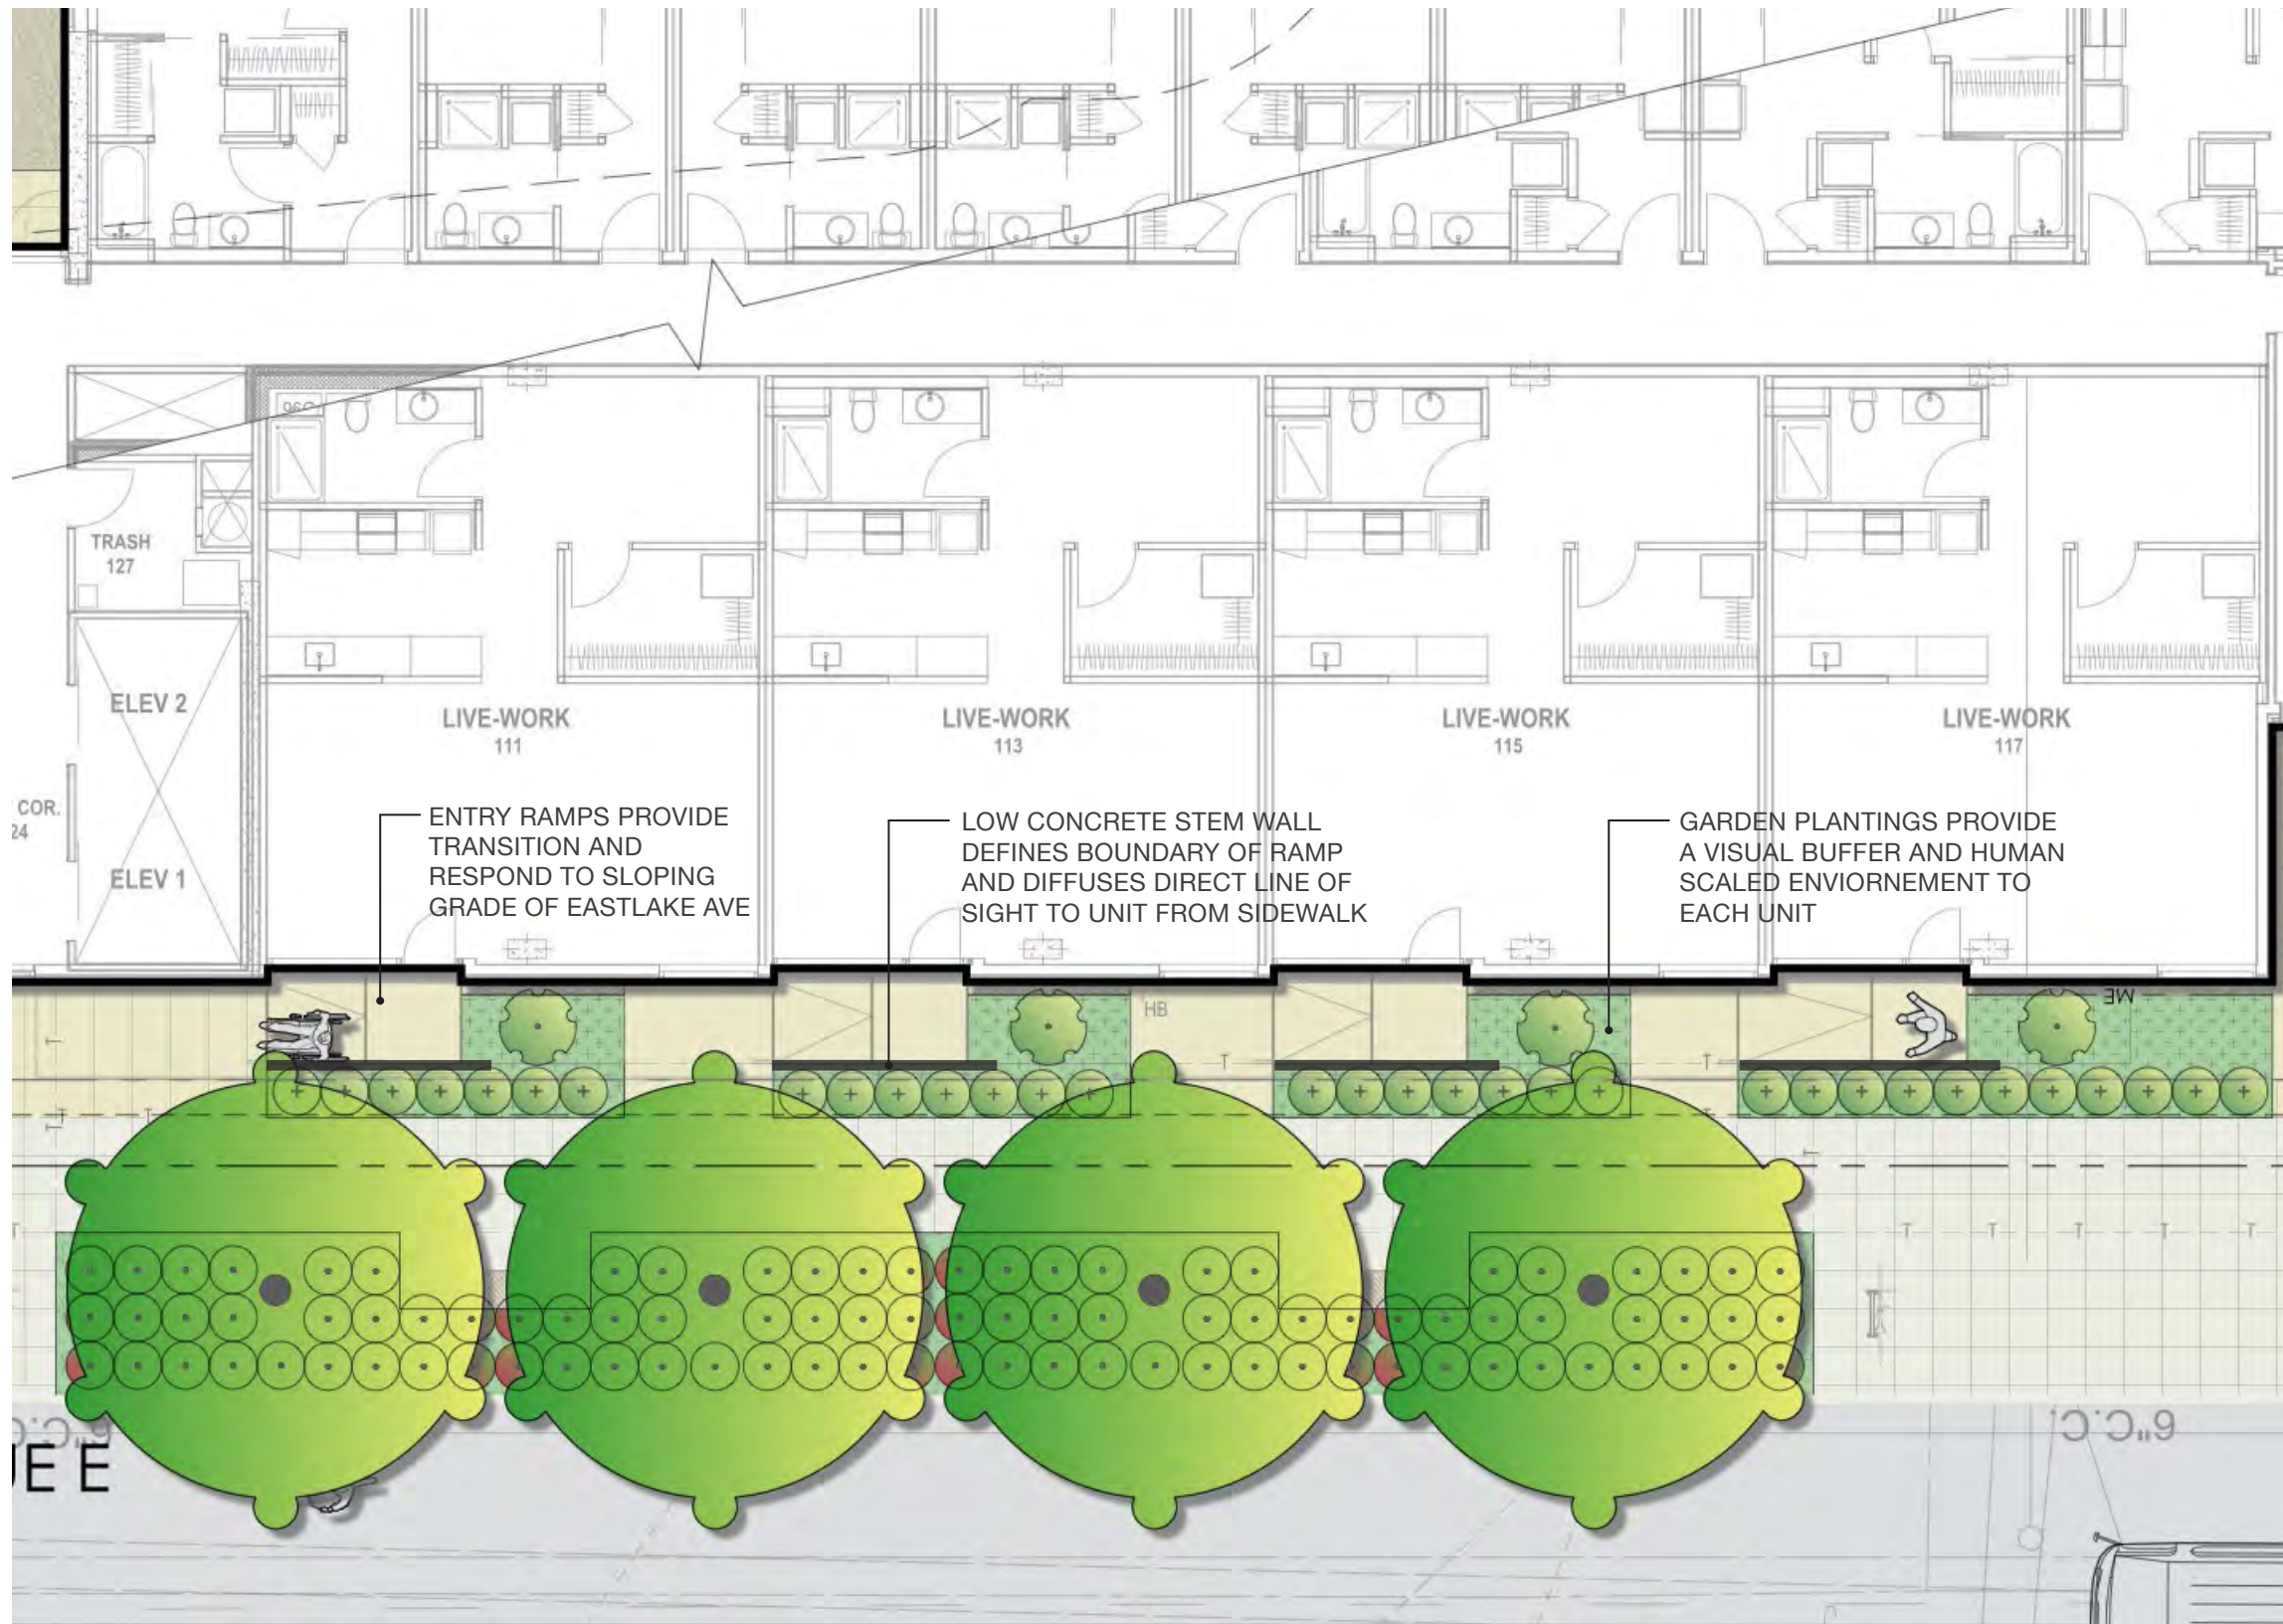 TRASH
127
ELEV 2
ELEV 1
COR.
24
LIVE-WORK
111
LIVE-WORK
113
LIVE-WORK
115
LIVE-WORK
117
ENTRY RAMPS PROVIDE
TRANSITION AND
RESPOND TO SLOPING
GRADE OF EASTLAKE AVE
LOW CONCRETE STEM WALL
DEFINES BOUNDARY OF RAMP
AND DIFFUSES DIRECT LINE OF
SIGHT TO UNIT FROM SIDEWALK
GARDEN PLANTINGS PROVIDE
A VISUAL BUFFER AND HUMAN
SCALED ENVIORNEMENT TO
EACH UNIT
HB
ME
6"C.C.
6"C.C.
E E